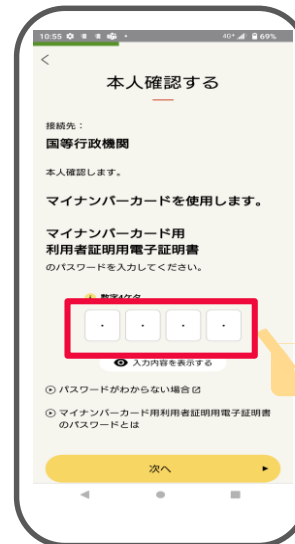 10:55
4G+ 69%
本人確認する
接続先：
国等行政機関
本人確認します。
マイナンバーカードを使用します。
マイナンバーカード用
利用者証明用電子証明書
のパスワードを入力してください。
数字4ケタ
入力内容を表示する
パスワードがわからない場合
マイナンバーカード用利用者証明用電子証明書
のパスワードとは
次へ